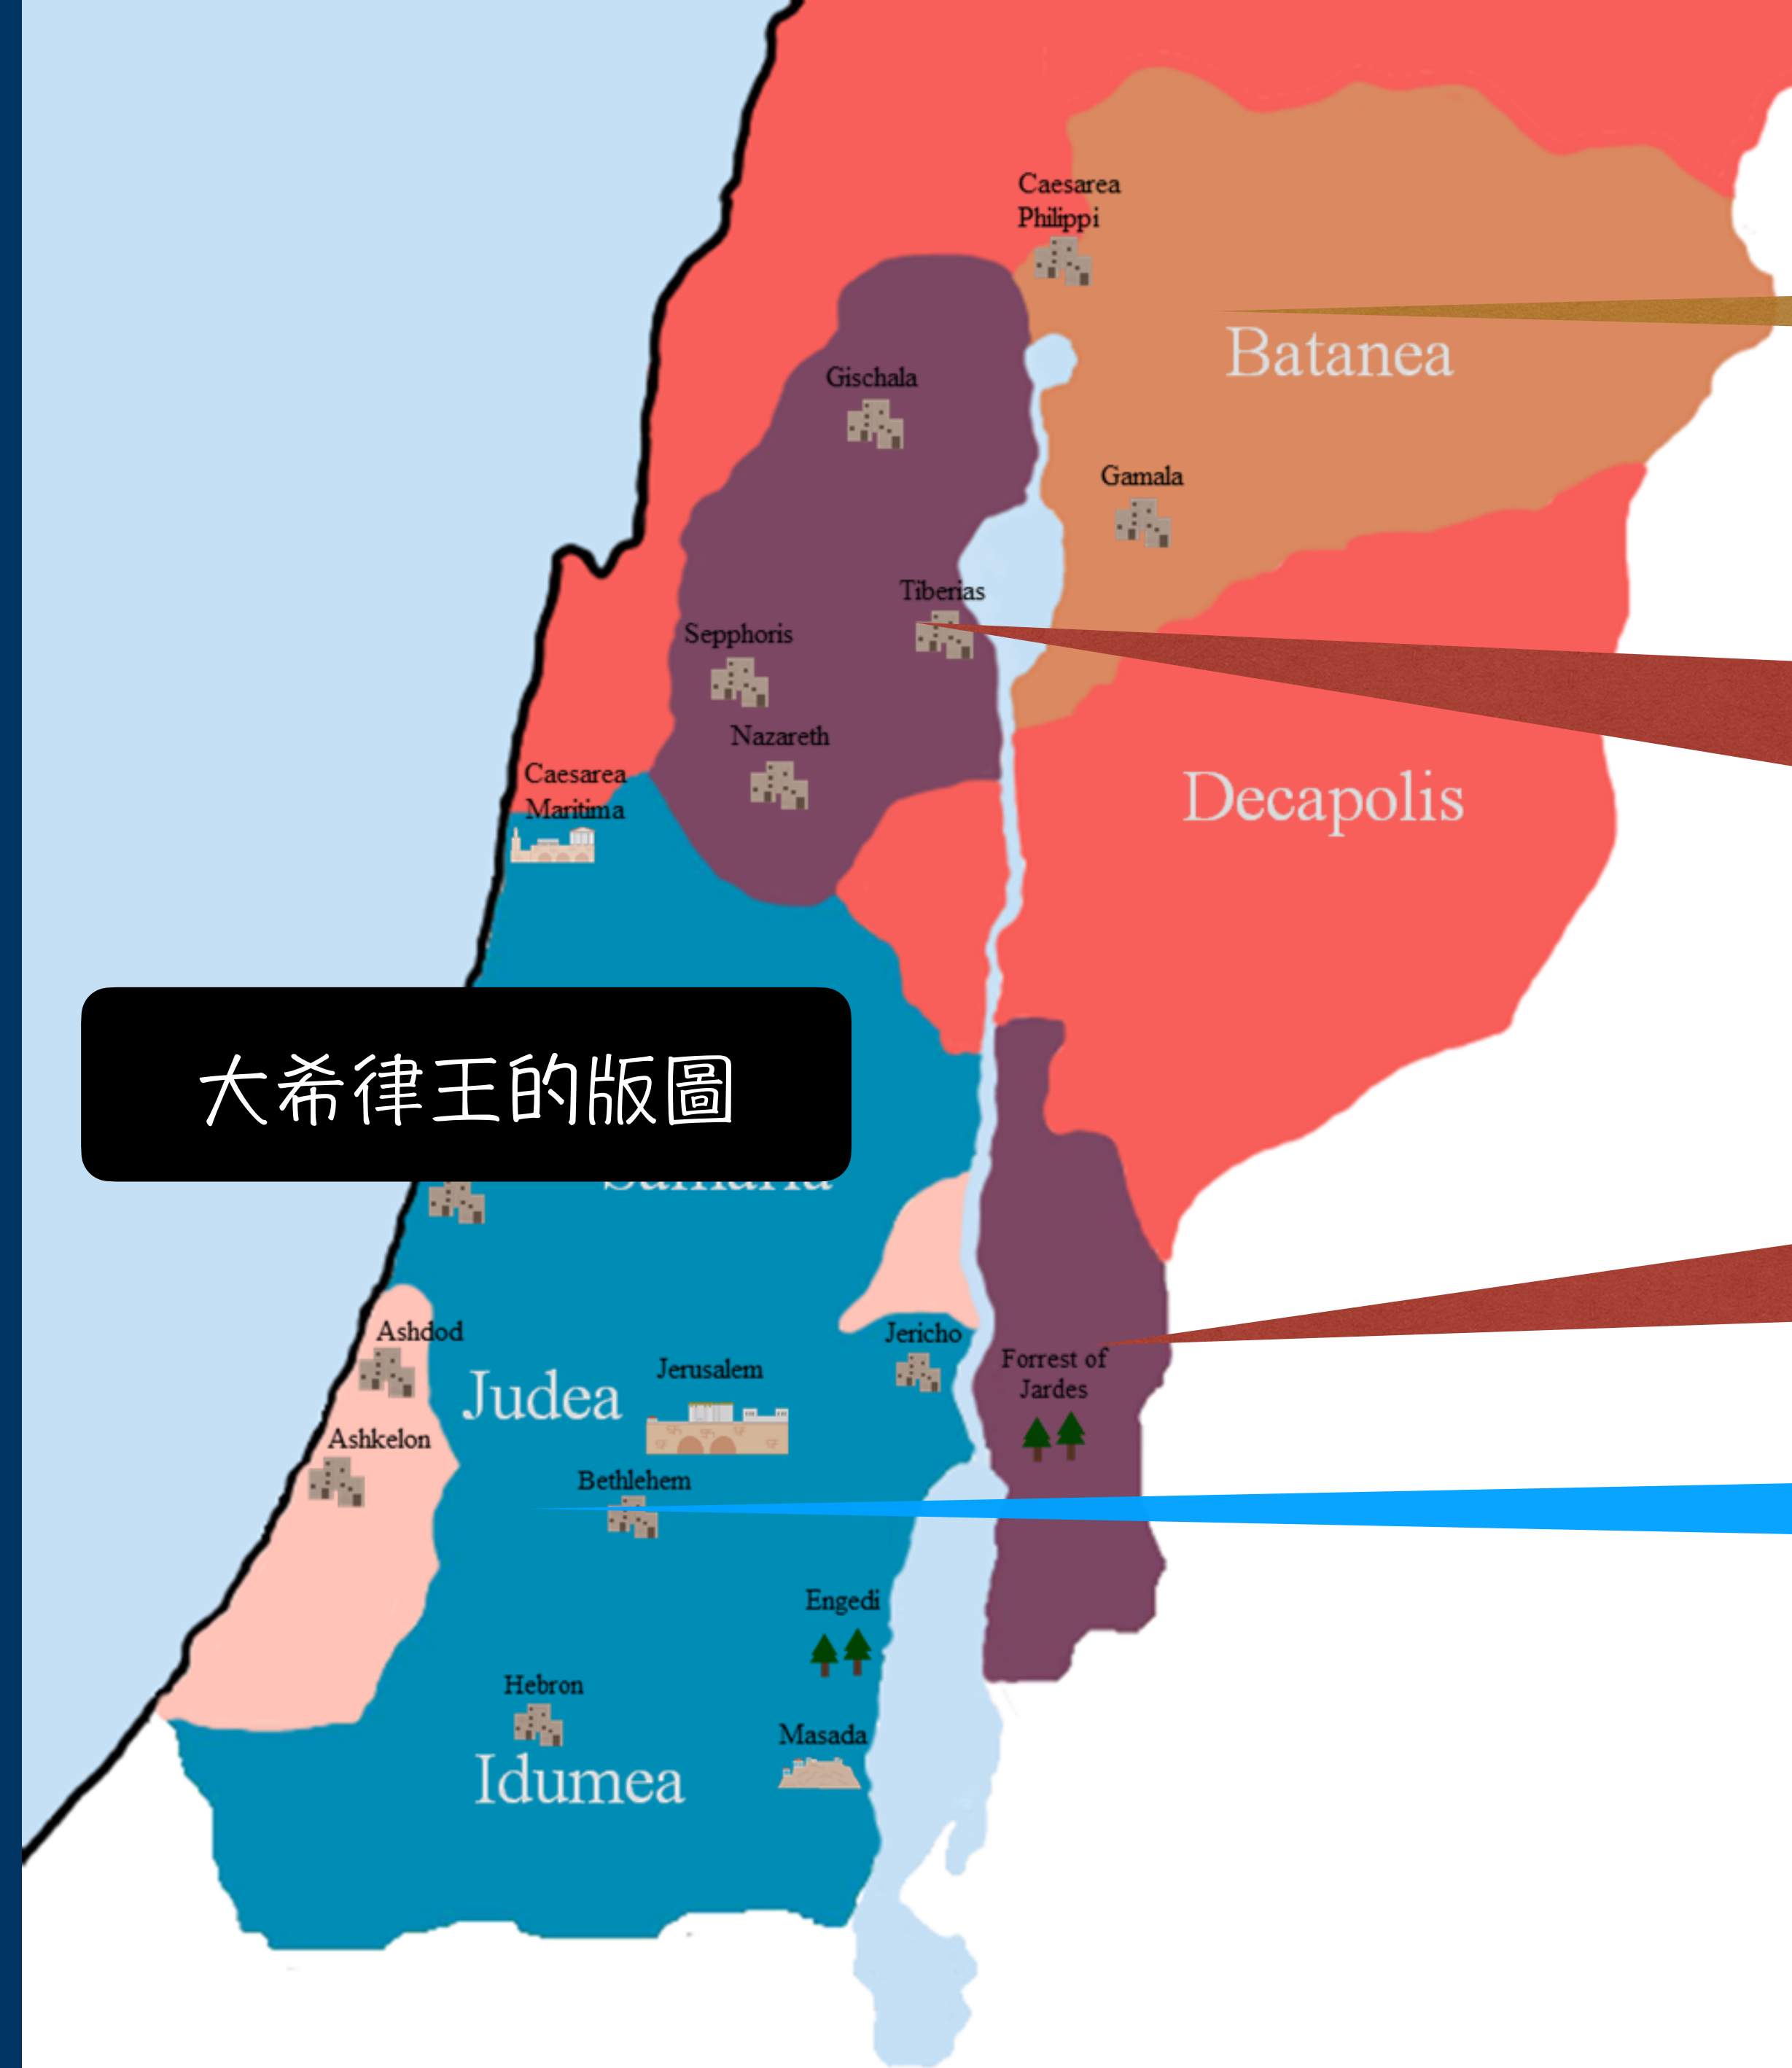 Caesarea
Philippi
Batanea
Gischala
Gamala
Tiberias
Sepphoris
Nazareth
Caesarea
Maritima
Decapolis
大希律王的版圖
Ashdod
Jericho
Judea
Jerusalem
Forrest of
Jardes
Ashkelon
Bethlehem
Engedi
Hebron
Masada
Idumea